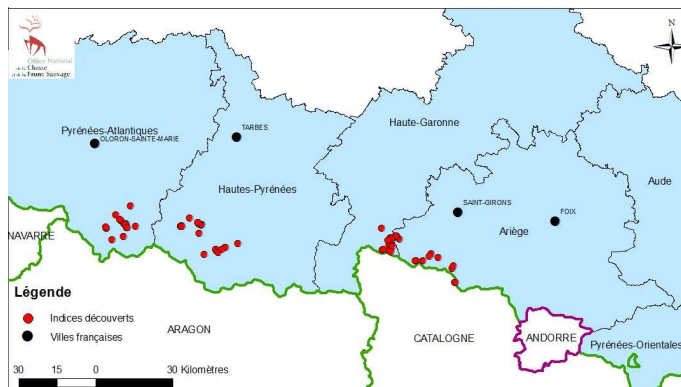 Office National
de la Chasse
et de la Faune Sauvage
N
Pyrénées-Atlantiques
OLORON-SAINTE-MARIE
TARBES
Haute-Garonne
Hautes-Pyrénées
Aude
SAINT-GIRONS
FOIX
Ariège
NAVARRE
Légende
Indices découverts
Villes françaises
ARAGON
CATALOGNE
ANDORRE
Pyrénées-Orientales
30 15 0 30 Kilomètres